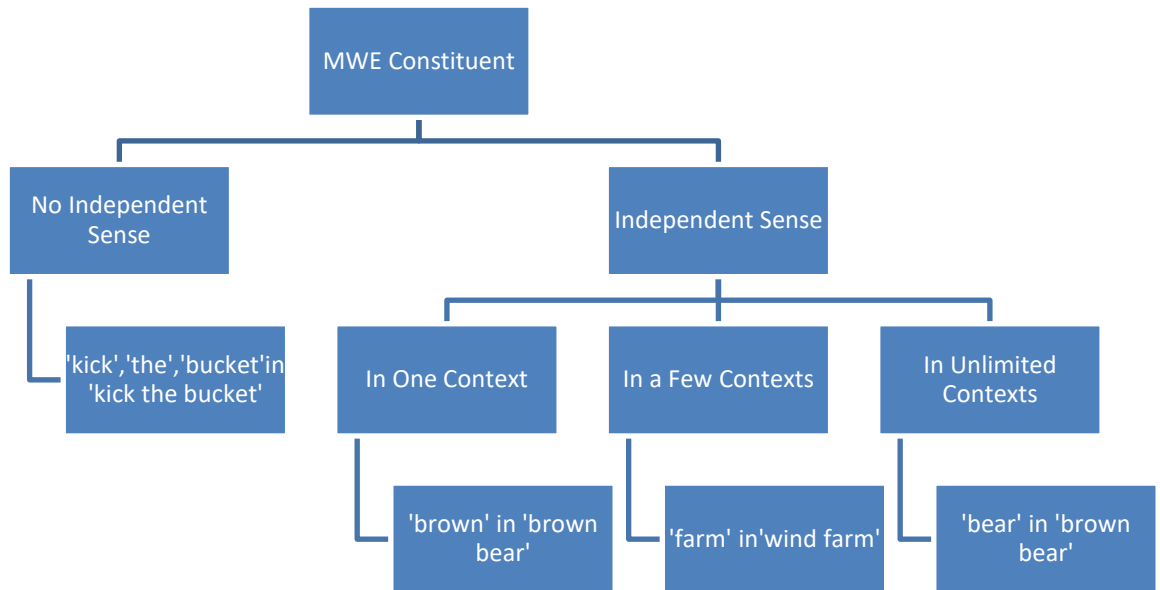 MWE Constituent
No Independent
Sense
Independent Sense
'kick','the','bucket'in
'kick the bucket'
In One Context
In a Few Contexts
In Unlimited
Contexts
'brown' in 'brown
bear'
'farm' in'wind farm'
'bear' in 'brown
bear'